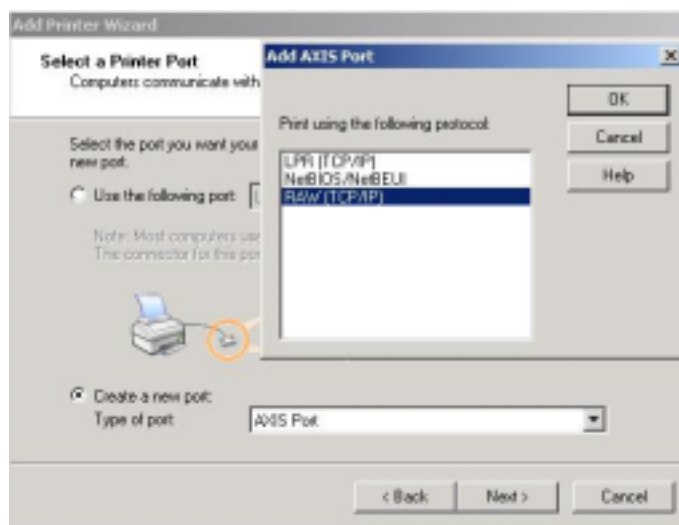 Add Printer Wizard
Select a Printer Port
Computers communicate with
Add AXIS Port
Print using the following protocol:
LPR (TCP/IP)
NetBIOS/NetBEUI
RAW (TCP/IP)
OK
Cancel
Help
Select the port you want your
new port.
Use the following port:
Note: Most computers use
The connector for this por
Create a new port:
Type of port:
AXIS Port
< Back
Next >
Cancel